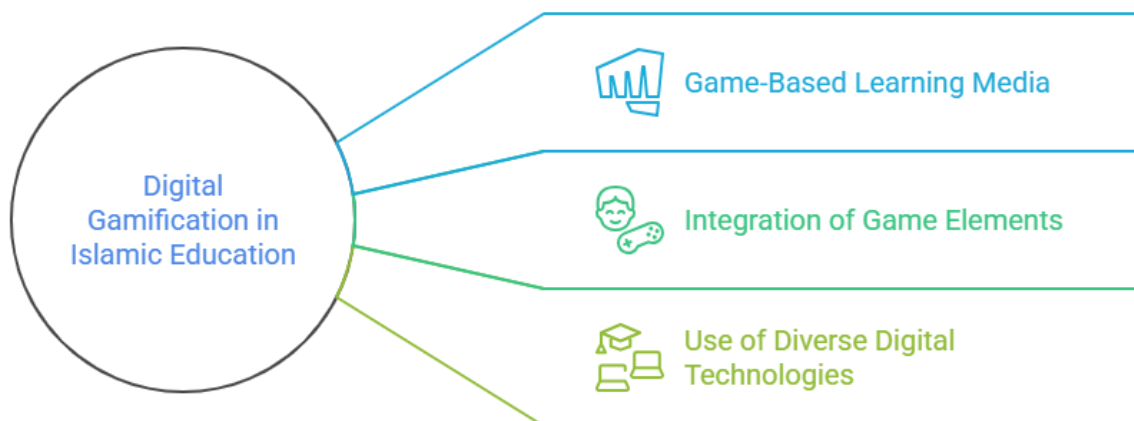 Digital
Gamification in
Islamic Education
Game-Based Learning Media
Integration of Game Elements
Use of Diverse Digital
Technologies